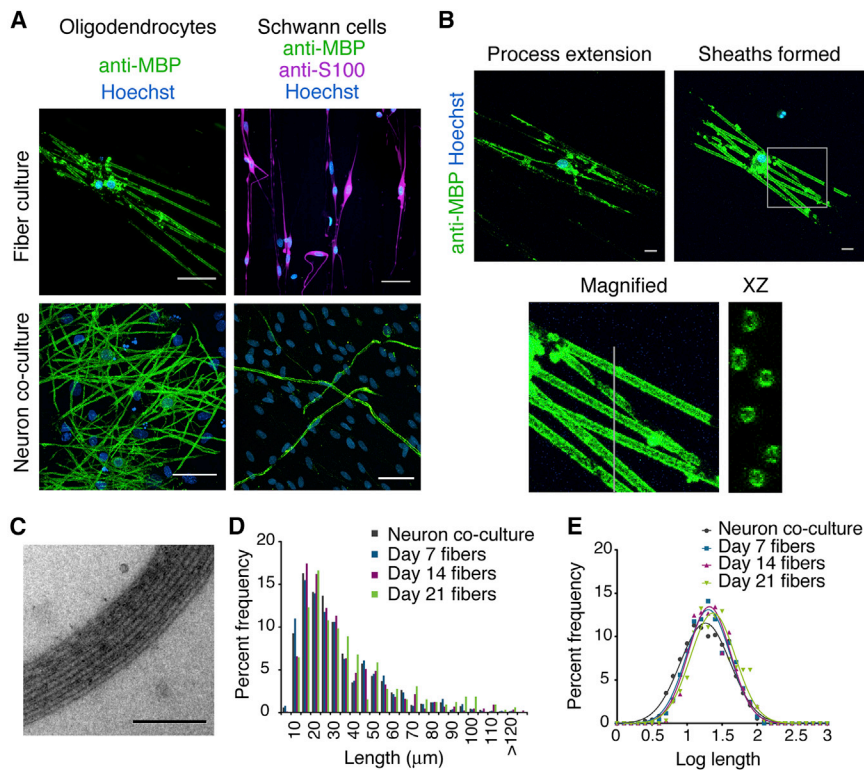 A
Oligodendrocytes
Schwann cells
anti-MBP
anti-MBP
anti-S100
Hoechst
Hoechst
Fiber culture
Neuron co-culture
B
Process extension
Sheaths formed
anti-MBP Hoechst
Magnified
XZ
C
D
Neuron co-culture
Day 7 fibers
Day 14 fibers
Day 21 fibers
Percent frequency
20
15
10
5
0
10
20
30
40
50
60
70
80
90
100
110
>120
Length (μm)
E
Neuron co-culture
Day 7 fibers
Day 14 fibers
Day 21 fibers
Percent frequency
20
15
10
5
0
0
0.5
1
1.5
2
2.5
3
Log length